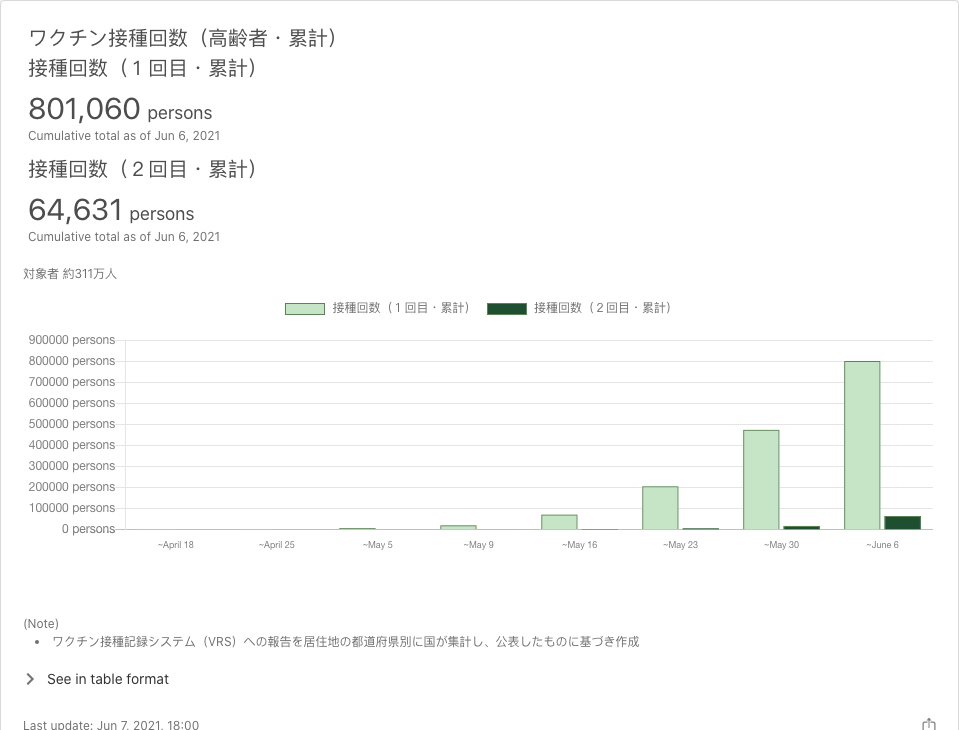 ワクチン接種回数（高齢者・累計）
接種回数（１回目・累計）
801,060 persons
Cumulative total as of Jun 6, 2021
接種回数（２回目・累計）
64,631 persons
Cumulative total as of Jun 6, 2021
対象者 約311万人
接種回数（１回目・累計） 接種回数（２回目・累計）
900000 persons
800000 persons
700000 persons
600000 persons
500000 persons
400000 persons
300000 persons
200000 persons
100000 persons
0 persons
~April 18 ~April 25 ~May 5 ~May 9 ~May 16 ~May 23 ~May 30 ~June 6
(Note)
• ワクチン接種記録システム（VRS）への報告を居住地の都道府県別に国が集計し、公表したものに基づき作成
See in table format
Last update: Jun 7, 2021, 18:00